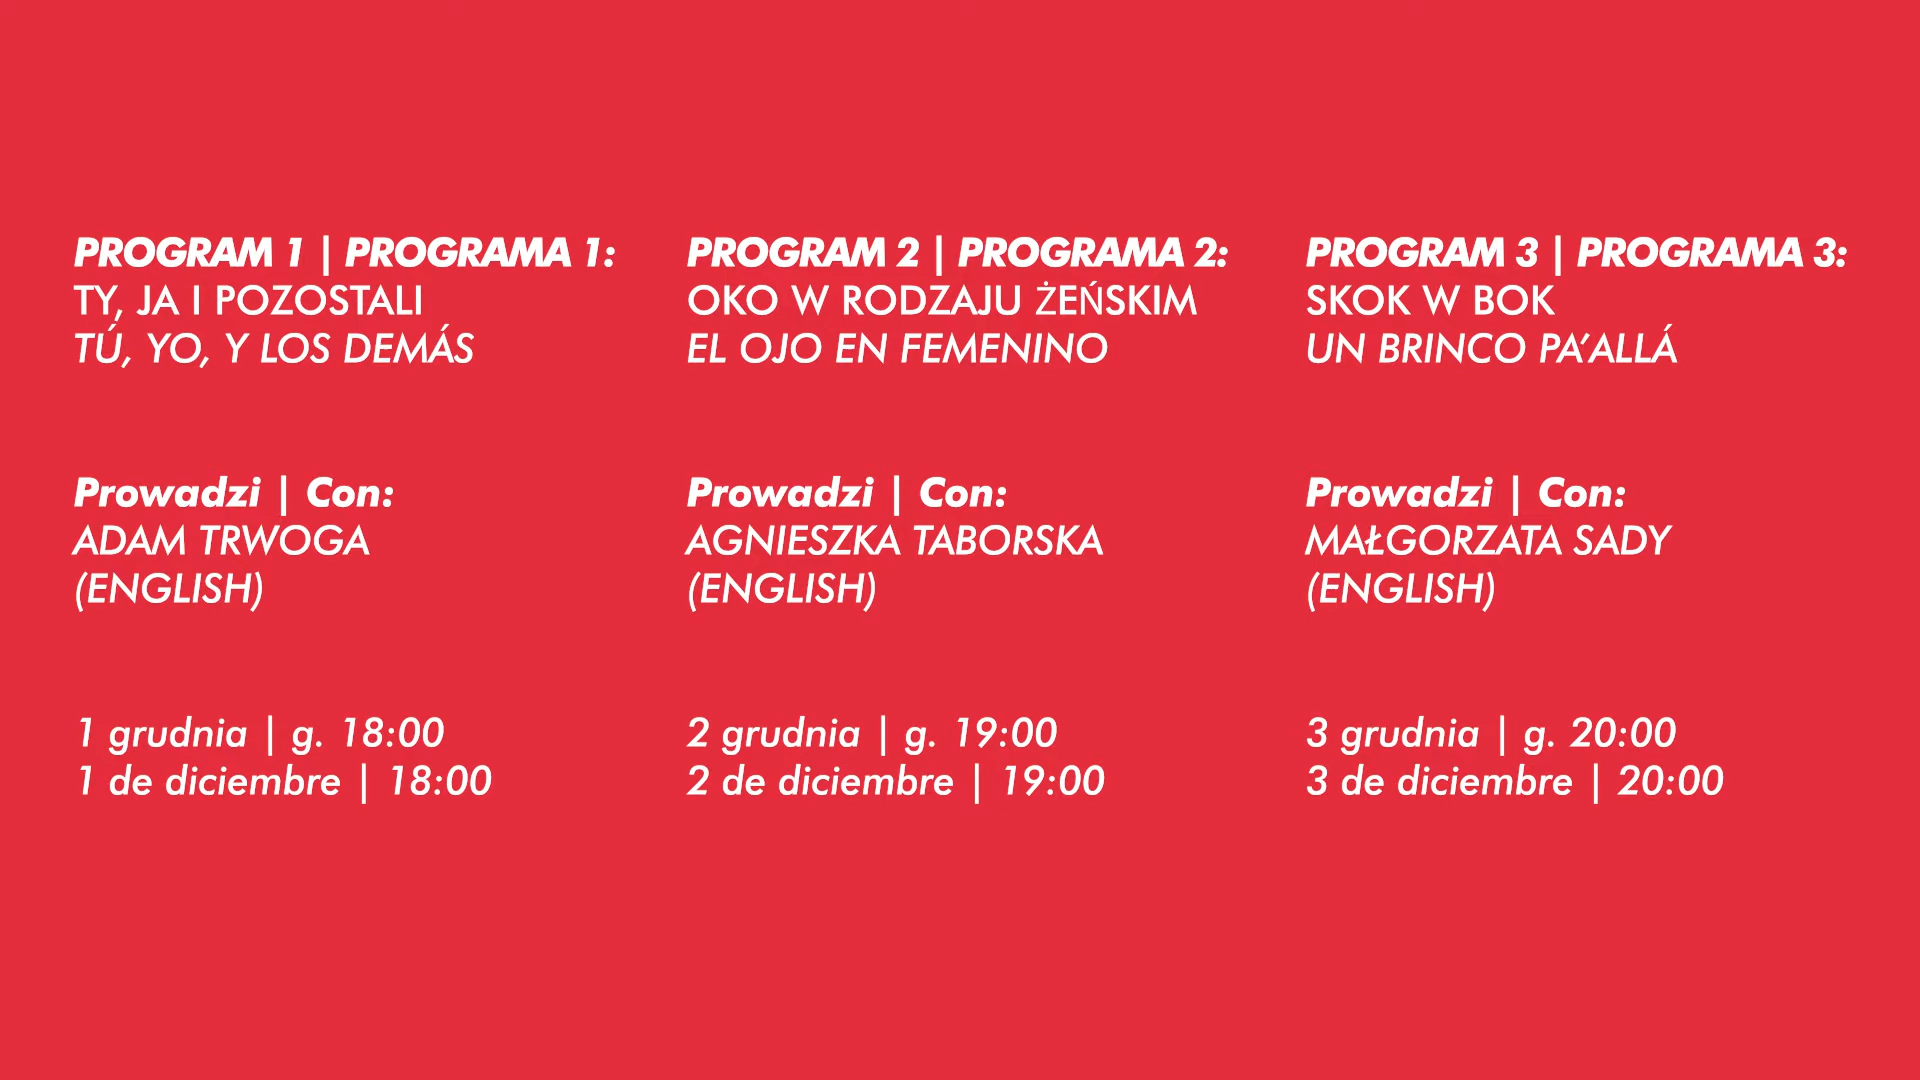 PROGRAM 1 | PROGRAMA 1:
TY, JA I POZOSTALI
TÚ, YO, Y LOS DEMÁS
Prowadzi | Con:
ADAM TRWOGA
(ENGLISH)
1 grudnia | g. 18:00
1 de diciembre | 18:00
PROGRAM 2 | PROGRAMA 2:
OKO W RODZAJU ŻEŃSKIM
EL OJO EN FEMENINO
Prowadzi | Con:
AGNIESZKA TABORSKA
(ENGLISH)
2 grudnia | g. 19:00
2 de diciembre | 19:00
PROGRAM 3 | PROGRAMA 3:
SKOK W BOK
UN BRINCO PA’ALLÁ
Prowadzi | Con:
MAŁGORZATA SADY
(ENGLISH)
3 grudnia | g. 20:00
3 de diciembre | 20:00